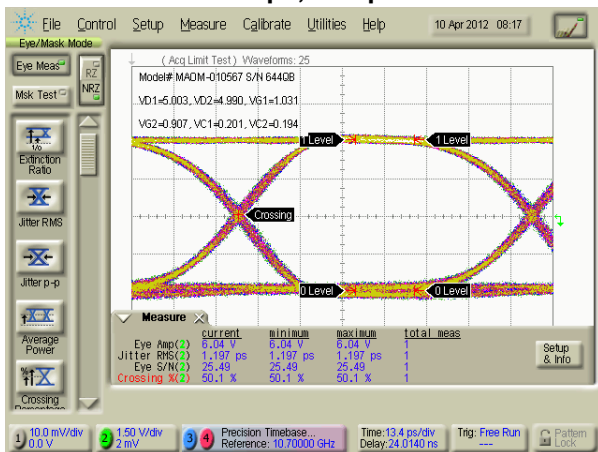 File Control Setup Measure Calibrate Utilities Help 10 Apr 2012 08:17
Eye/Mask Mode
Eye Meas
RZ
NRZ
Msk Test
( Acq Limit Test ) Waveforms: 25
Model# MAOM-010567 S/N 644QB
VD1=5.003, VD2=4.990, VG1=1.031
VG2=0.907, VC1=0.201, VC2=0.194
1 Level 1 Level
Crossing
0 Level 0 Level
1/0
Extinction
Ratio
Jitter RMS
Jitter p-p
Average
Power
Crossing
Measure
current minimum maximum total meas
Eye Amp(2) 6.04 V 6.04 V 6.04 V 1
Jitter RMS(2) 1.197 ps 1.197 ps 1.197 ps 1
Eye S/N(2) 25.49 25.49 25.49 1
Crossing %(2) 50.1 % 50.1 % 50.1 % 1
Setup
& Info
1) 10.0 mV/div
0.0 V
2) 1.50 V/div
2 mV
3) 4) Precision Timebase...
Reference: 10.70000 GHz
Time:13.4 ps/div
Delay:24.0140 ns
Trig: Free Run
---
Pattern
Lock